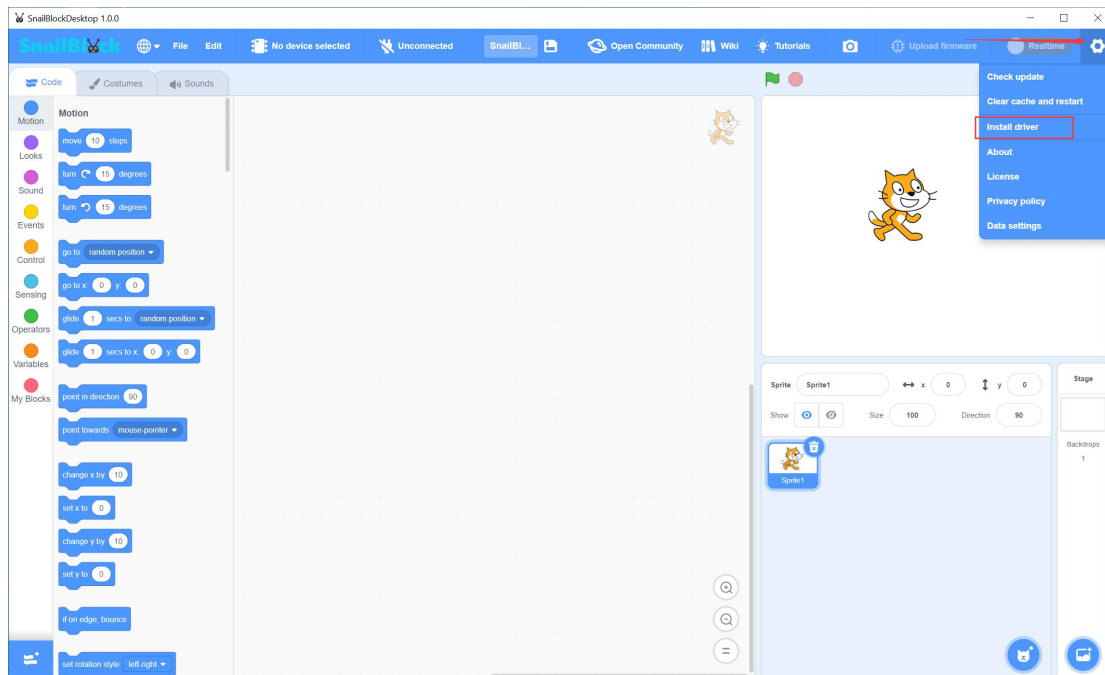 SnailBlockDesktop 1.0.0
SnailBlock File Edit No device selected Unconnected SnailBl... Open Community Wiki Tutorials Upload firmware Realtime
Code Costumes Sounds
Check update
Clear cache and restart
Install driver
About
License
Privacy policy
Data settings
Motion
Looks
Sound
Events
Control
Sensing
Operators
Variables
My Blocks
Motion
move 10 steps
turn 15 degrees
turn 15 degrees
go to random position
go to x: 0 y: 0
glide 1 secs to random position
glide 1 secs to x: 0 y: 0
point in direction 90
point towards mouse-pointer
change x by 10
set x to 0
change y by 10
set y to 0
if on edge, bounce
set rotation style left-right
Sprite Sprite1 x 0 y 0
Show Size 100 Direction 90
Sprite1
Stage
Backdrops
1